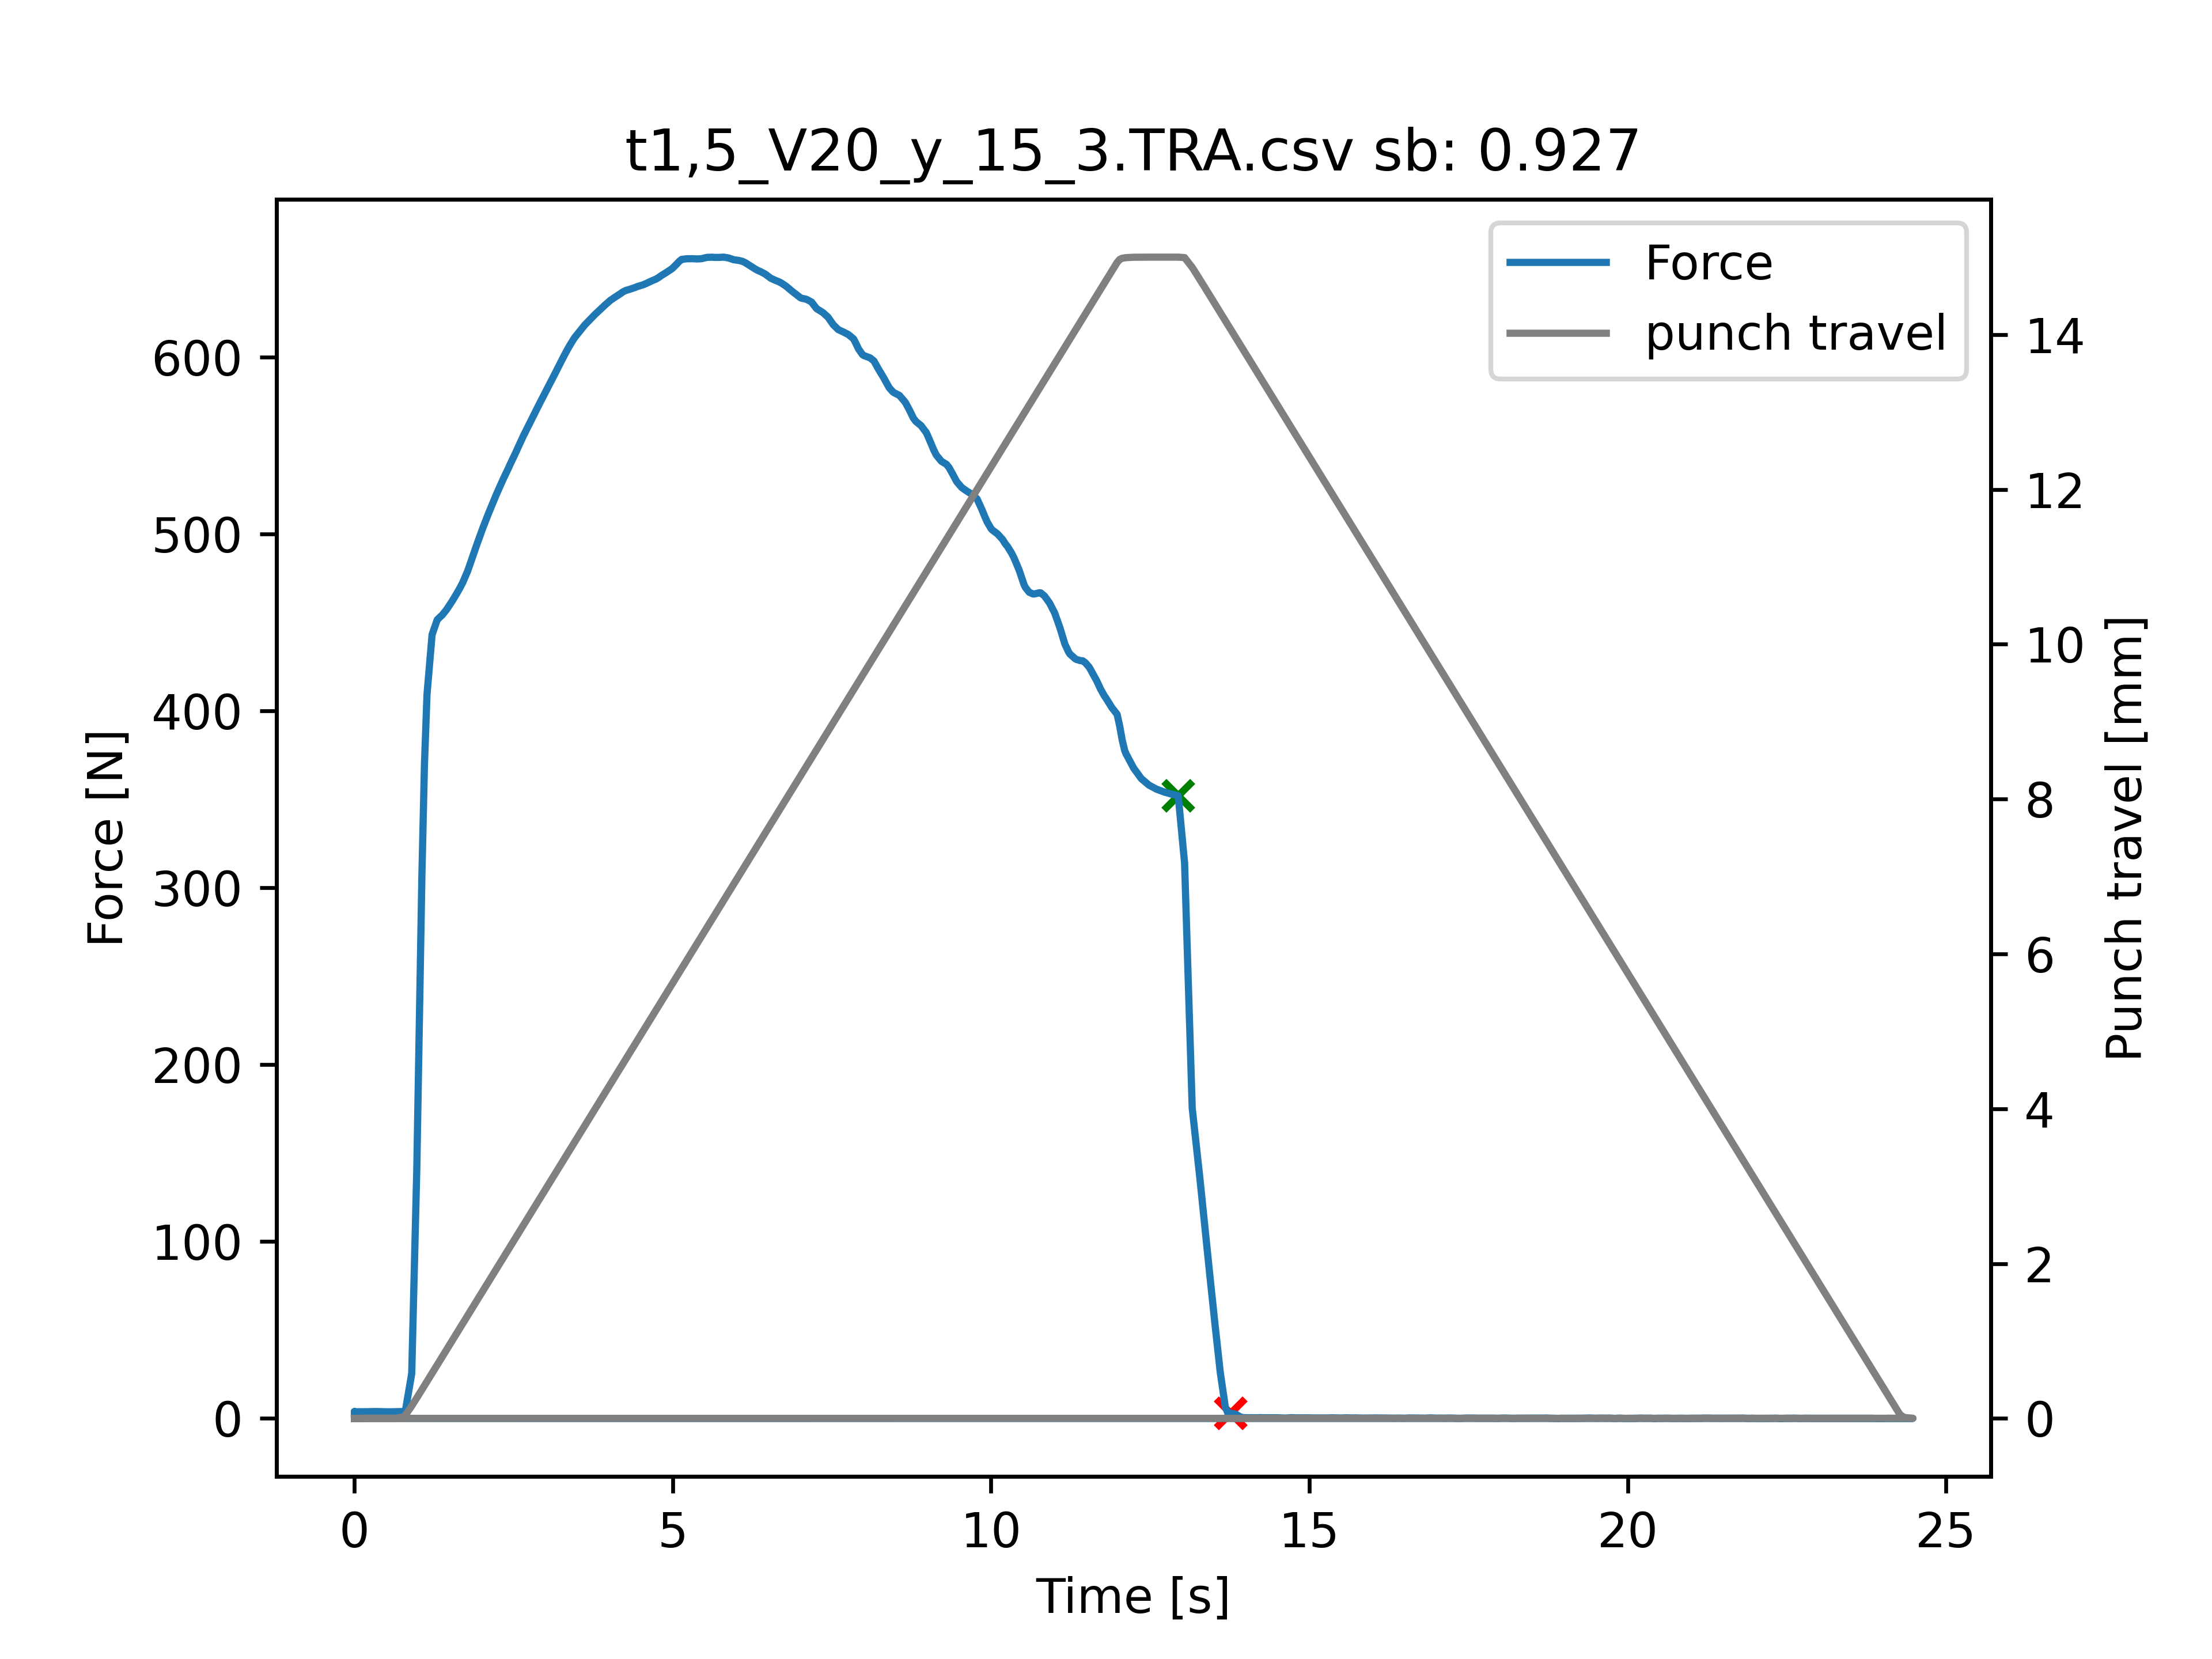 t1,5_V20_y_15_3.TRA.csv sb: 0.927
Force
punch travel
600
500
400
300
200
100
0
Force [N]
14
12
10
8
6
4
2
0
Punch travel [mm]
0 5 10 15 20 25
Time [s]